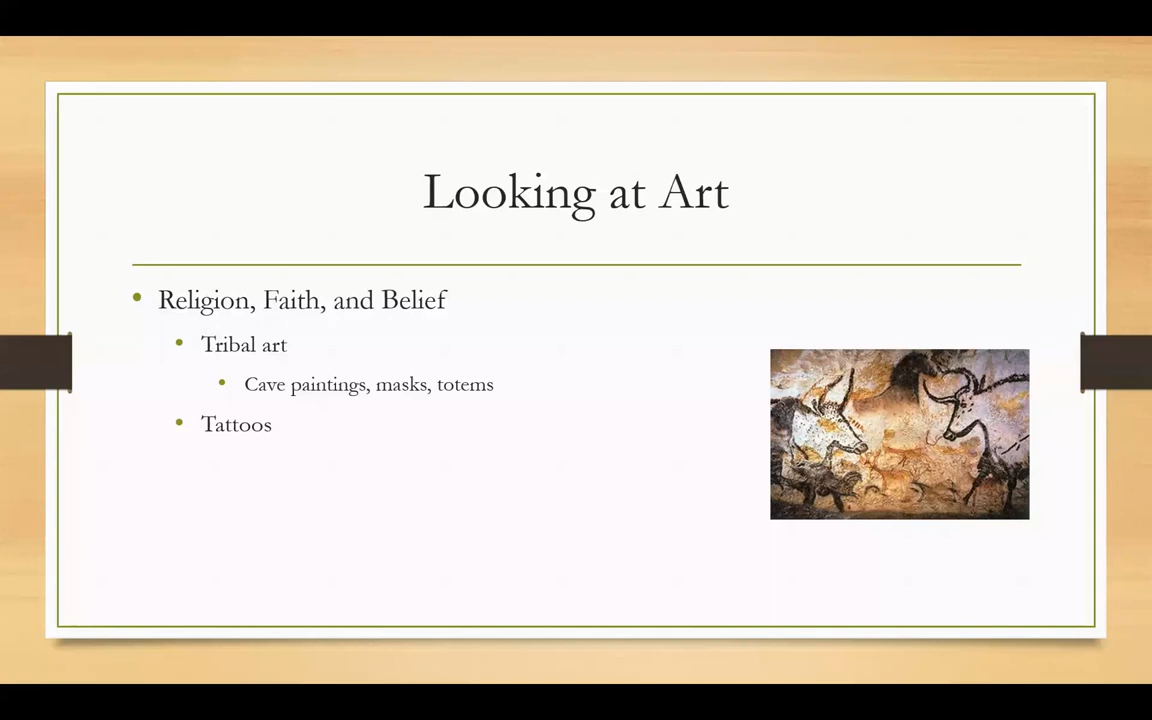 Looking at Art
Religion, Faith, and Belief
Tribal art
Cave paintings, masks, totems
Tattoos